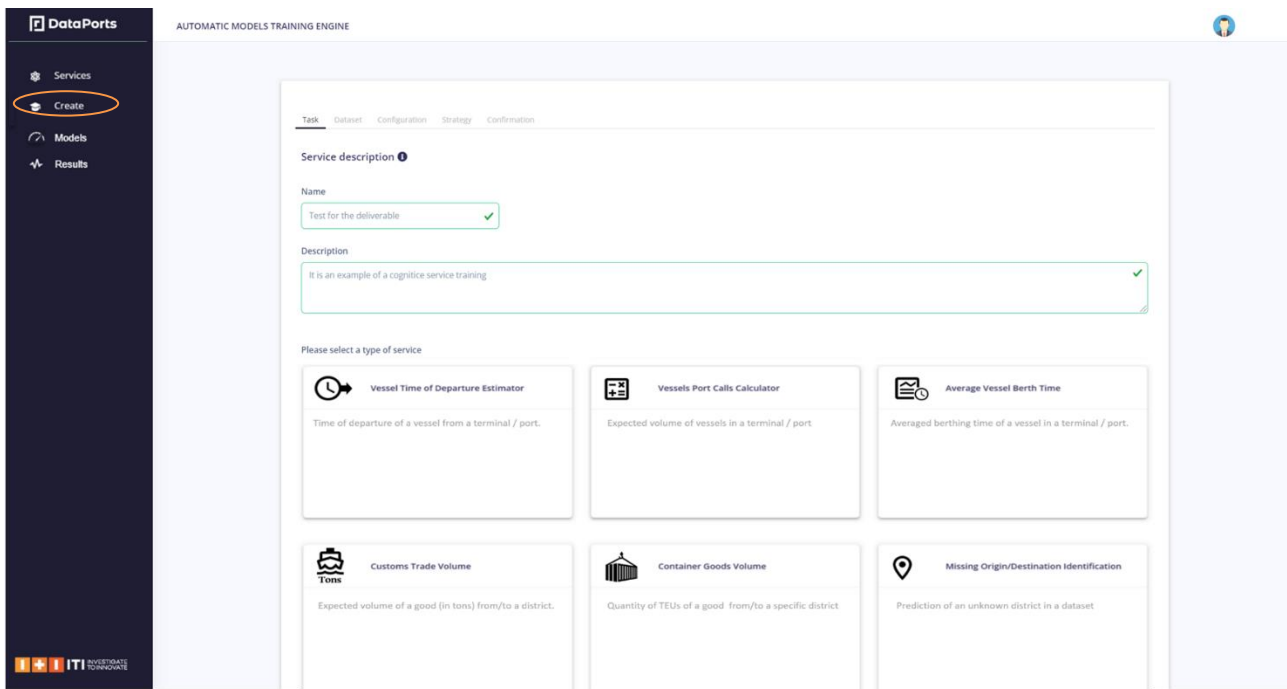 DataPorts
AUTOMATIC MODELS TRAINING ENGINE
Services
Create
Models
Results
Task Dataset Configuration Strategy Confirmation
Service description
Name
Test for the deliverable
Description
It is an example of a cognitice service training
Please select a type of service
Vessel Time of Departure Estimator
Time of departure of a vessel from a terminal / port.
Vessels Port Calls Calculator
Expected volume of vessels in a terminal / port
Average Vessel Berth Time
Averaged berthing time of a vessel in a terminal / port.
Tons
Customs Trade Volume
Expected volume of a good (in tons) from/to a district.
Container Goods Volume
Quantity of TEUs of a good from/to a specific district
Missing Origin/Destination Identification
Prediction of an unknown district in a dataset
ITI INVESTIGATE
TO INNOVATE